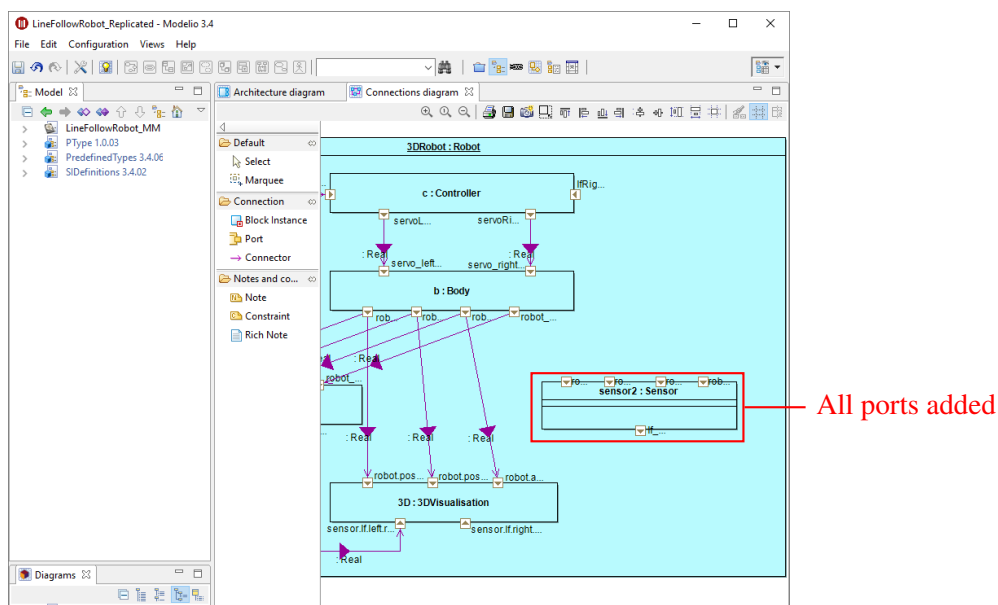 LineFollowRobot_Replicated - Modelio 3.4
File Edit Configuration Views Help
Model
Architecture diagram
Connections diagram
LineFollowRobot_MM
PType 1.0.03
PredefinedTypes 3.4.06
SIDefinitions 3.4.02
Default
Select
Marquee
Connection
Block Instance
Port
Connector
Notes and co...
Note
Constraint
Rich Note
3DRobot : Robot
c : Controller
lfRig...
servoL...
servoRi...
: Real
: Real
servo_left...
servo_right...
b : Body
rob...
rob...
rob...
robot_...
: Real
robot_...
ro...
ro...
ro...
rob...
sensor2 : Sensor
lf_...
All ports added
: Real
: Real
: Real
robot.pos...
robot.pos...
robot.a...
3D : 3DVisualisation
sensor.lf.left.r...
sensor.lf.right....
: Real
Diagrams